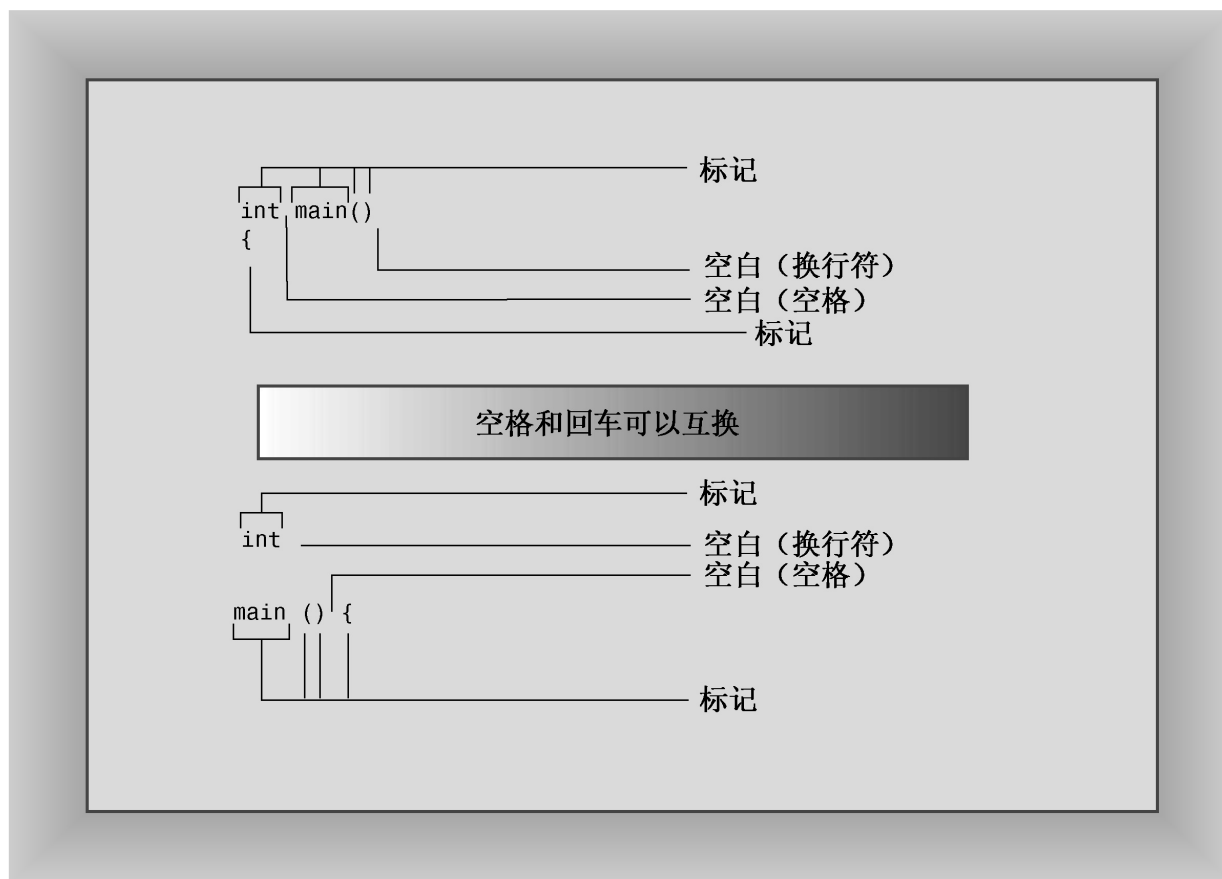 标记
int main()
{
空白（换行符）
空白（空格）
标记
空格和回车可以互换
标记
int
空白（换行符）
空白（空格）
main () {
标记